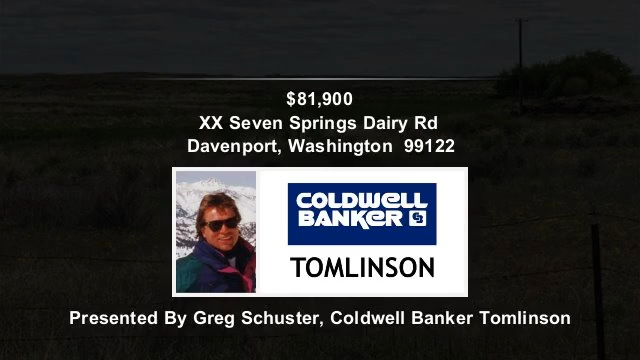 $81,900
XX Seven Springs Dairy Rd
Davenport, Washington 99122
COLDWELL
BANKER CB
TOMLINSON
Presented By Greg Schuster, Coldwell Banker Tomlinson